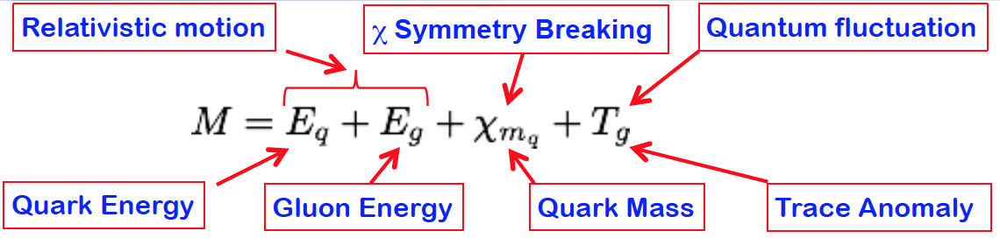 Relativistic motion
χ Symmetry Breaking
Quantum fluctuation
M = E_q + E_g + χ_{m_q} + T_g
Quark Energy
Gluon Energy
Quark Mass
Trace Anomaly